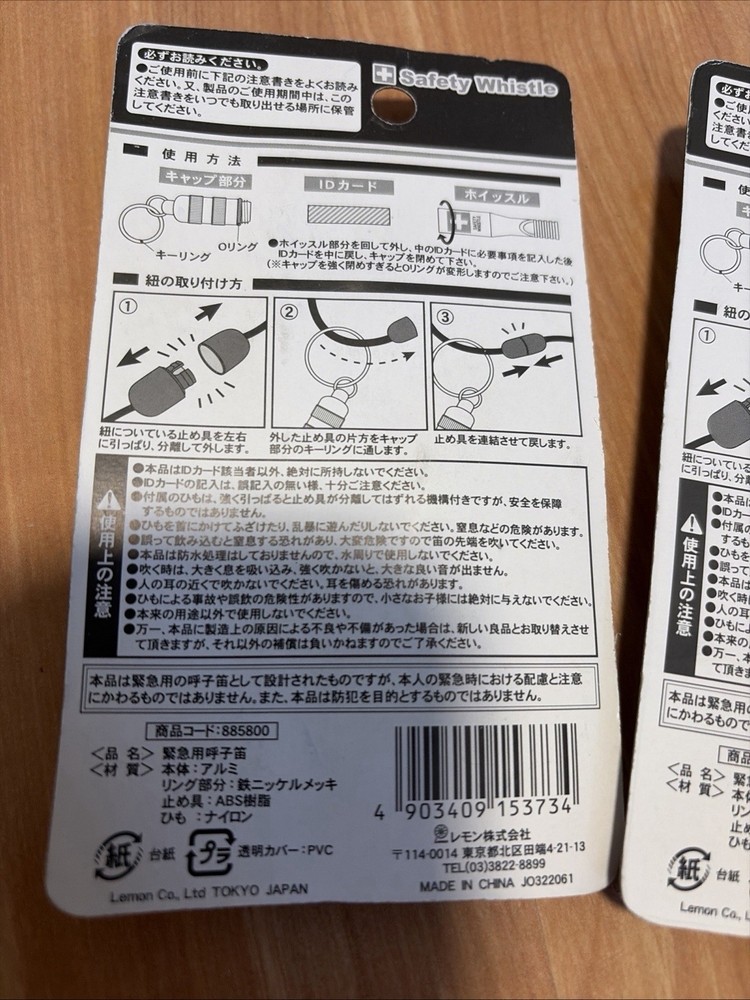 必ずお読みください。
●ご使用前に下記の注意書きをよくお読み
ください。又、製品のご使用期間中は、この
注意書きをいつでも取り出せる場所に保管
してください。
Safety Whistle
使用方法
キャップ部分
IDカード
ホイッスル
キーリング
Oリング
●ホイッスル部分を回して外し、中のIDカードに必要事項を記入した後
IDカードを中に戻し、キャップを閉めて下さい。
(※キャップを強く閉めすぎるとOリングが変形しますのでご注意下さい。)
紐の取り付け方
①
②
③
紐についている止め具を左右
に引っぱり、分離して外します。
外した止め具の片方をキャップ
部分のキーリングに通します。
止め具を連結させて戻します。
使用上の注意
●本品はIDカード該当者以外、絶対に所持しないでください。
●IDカードの記入は、誤記入の無い様、十分ご注意ください。
●付属のひもは、強く引っぱると止め具が分離してはずれる機構付きですが、安全を保障
するものではありません。
●ひもを首にかけてふざけたり、乱暴に遊んだりしないでください。窒息などの危険があります。
●誤って飲み込むと窒息する恐れがあり、大変危険ですので笛の先端を吹いてください。
●本品は防水処理はしておりませんので、水周りで使用しないでください。
●吹く時は、大きく息を吸い込み、強く吹かないと、大きな良い音が出ません。
●人の耳の近くで吹かないでください。耳を傷める恐れがあります。
●ひもによる事故や誤飲の危険性がありますので、小さなお子様には絶対に与えないでください。
●本来の用途以外で使用しないでください。
●万一、本品に製造上の原因による不良や不備があった場合は、新しい良品とお取り替えさせ
て頂きますが、それ以外の補償は負いかねますのでご了承ください。
本品は緊急用の呼子笛として設計されたものですが、本人の緊急時における配慮と注意
にかわるものではありません。また、本品は防犯を目的とするものではありません。
商品コード:885800
〈品 名〉 緊急用呼子笛
〈材 質〉 本体:アルミ
リング部分:鉄ニッケルメッキ
止め具:ABS樹脂
ひも:ナイロン
4 903409 153734
レモン株式会社
〒114-0014 東京都北区田端4-21-13
TEL(03)3822-8899
MADE IN CHINA JO322061
紙 台紙
プラ 透明カバー:PVC
Lemon Co., Ltd TOKYO JAPAN